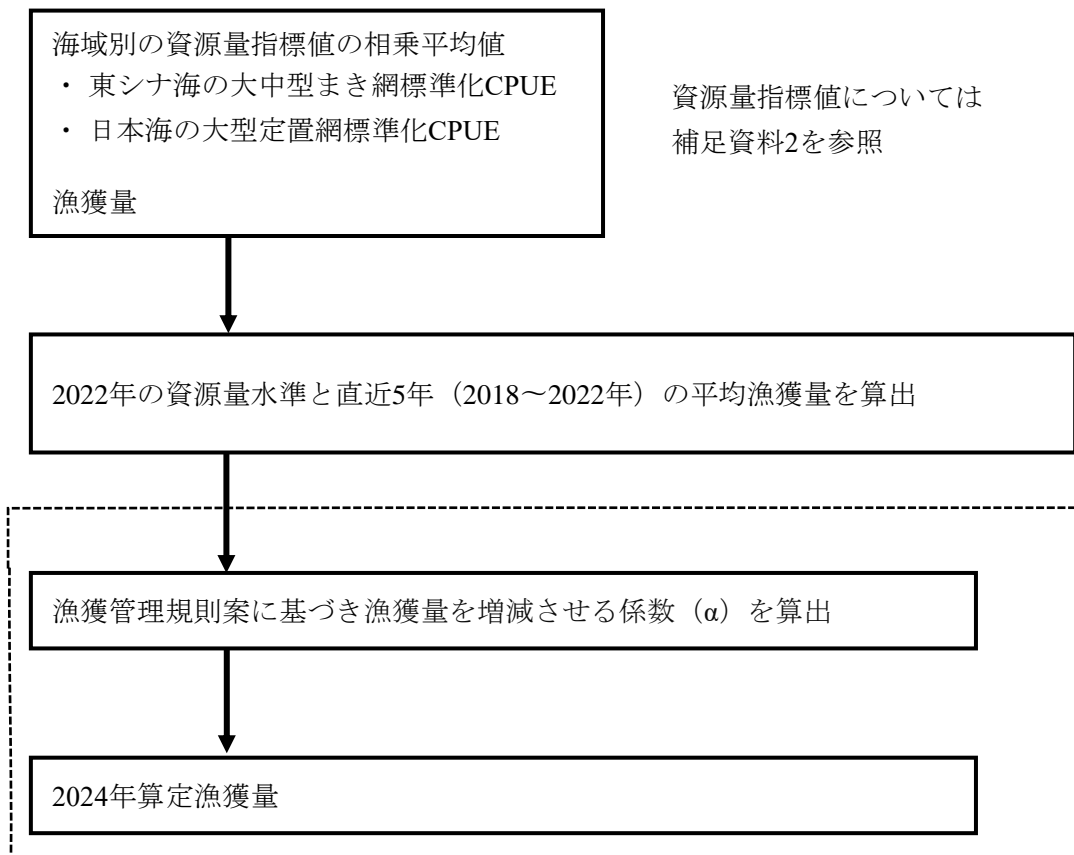 海域別の資源量指標値の相乗平均値
・ 東シナ海の大中型まき網標準化CPUE
・ 日本海の大型定置網標準化CPUE
漁獲量
資源量指標値については
補足資料2を参照
2022年の資源量水準と直近5年（2018～2022年）の平均漁獲量を算出
漁獲管理規則案に基づき漁獲量を増減させる係数（α）を算出
2024年算定漁獲量